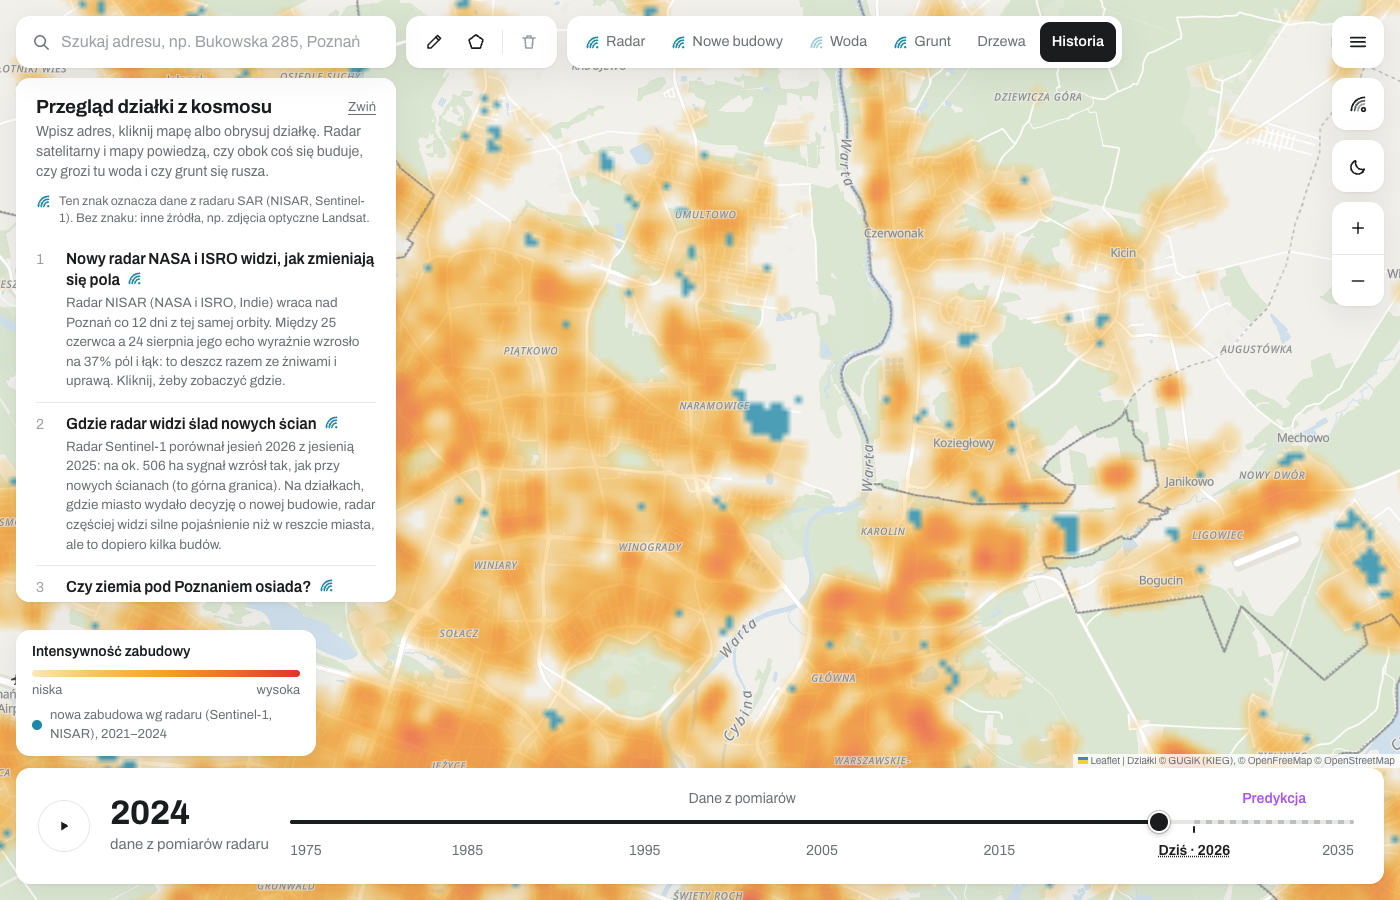 Szukaj adresu, np. Bukowska 285, Poznań
Radar
Nowe budowy
Woda
Grunt
Drzewa
Historia
OSIEDLE SUCHY
Przegląd działki z kosmosu
Zwiń
Wpisz adres, kliknij mapę albo obrysuj działkę. Radar
satelitarny i mapy powiedzą, czy obok coś się buduje,
czy grozi tu woda i czy grunt się rusza.
Ten znak oznacza dane z radaru SAR (NISAR, Sentinel-
1). Bez znaku: inne źródła, np. zdjęcia optyczne Landsat.
1
Nowy radar NASA i ISRO widzi, jak zmieniają
się pola
Radar NISAR (NASA i ISRO, Indie) wraca nad
Poznań co 12 dni z tej samej orbity. Między 25
czerwca a 24 sierpnia jego echo wyraźnie wzrosło
na 37% pól i łąk: to deszcz razem ze żniwami i
uprawą. Kliknij, żeby zobaczyć gdzie.
2
Gdzie radar widzi ślad nowych ścian
Radar Sentinel-1 porównał jesień 2026 z jesienią
2025: na ok. 506 ha sygnał wzrósł tak, jak przy
nowych ścianach (to górna granica). Na działkach,
gdzie miasto wydało decyzję o nowej budowie, radar
częściej widzi silne pojaśnienie niż w reszcie miasta,
ale to dopiero kilka budów.
3
Czy ziemia pod Poznaniem osiada?
DZIEWICZA GÓRA
Warta
UMULTOWO
Czerwonak
Kicin
PIĄTKOWO
AUGUSTÓWKA
NARAMOWICE
Koziegłowy
Mechowo
Warta
Janikowo
NOWY DWÓR
KAROLIN
LIGOWIEC
WINOGRADY
WINIARY
Bogucin
SOŁACZ
Warta
GŁÓWNA
Cybina
JEŻYCE
WARSZAWSKIE-
Intensywność zabudowy
niska
wysoka
nowa zabudowa wg radaru (Sentinel-1,
NISAR), 2021–2024
Leaflet | Działki © GUGiK (KIEG), © OpenFreeMap © OpenStreetMap
2024
dane z pomiarów radaru
Dane z pomiarów
Predykcja
1975
1985
1995
2005
2015
Dziś · 2026
2035
GRUNWALD
ŚWIĘTY ROCH